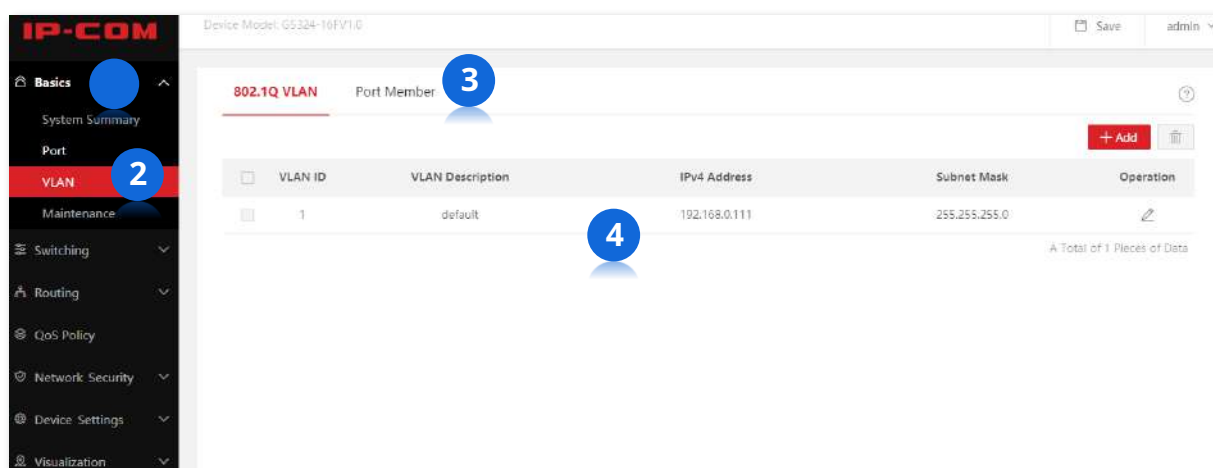 IP-COM
Device Model: G5324-16FV1.0
Save
admin
Basics
802.1Q VLAN
Port Member
3
System Summary
+ Add
Port
VLAN
2
VLAN ID
VLAN Description
IPv4 Address
Subnet Mask
Operation
Maintenance
1
default
192.168.0.111
255.255.255.0
4
Switching
A Total of 1 Pieces of Data
Routing
QoS Policy
Network Security
Device Settings
Visualization